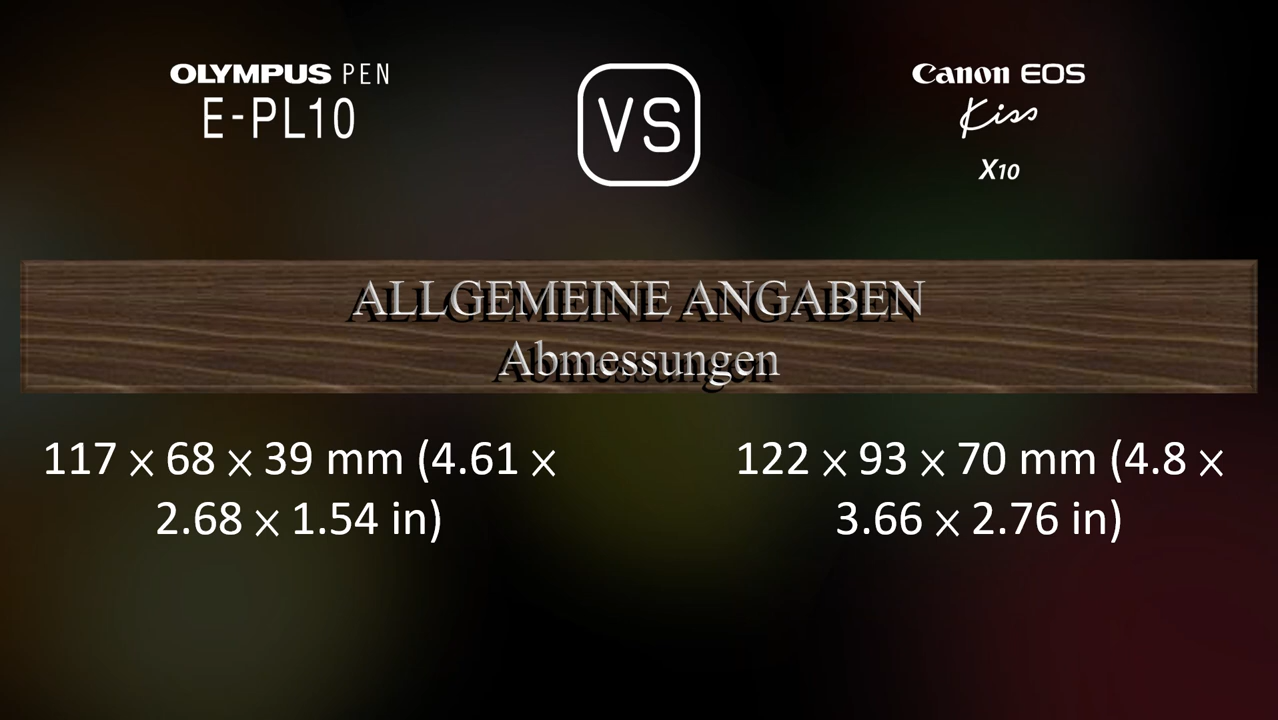 OLYMPUS PEN
E-PL10
VS
Canon EOS
Kiss
X10
ALLGEMEINE ANGABEN
Abmessungen
117 x 68 x 39 mm (4.61 x
2.68 x 1.54 in)
122 x 93 x 70 mm (4.8 x
3.66 x 2.76 in)